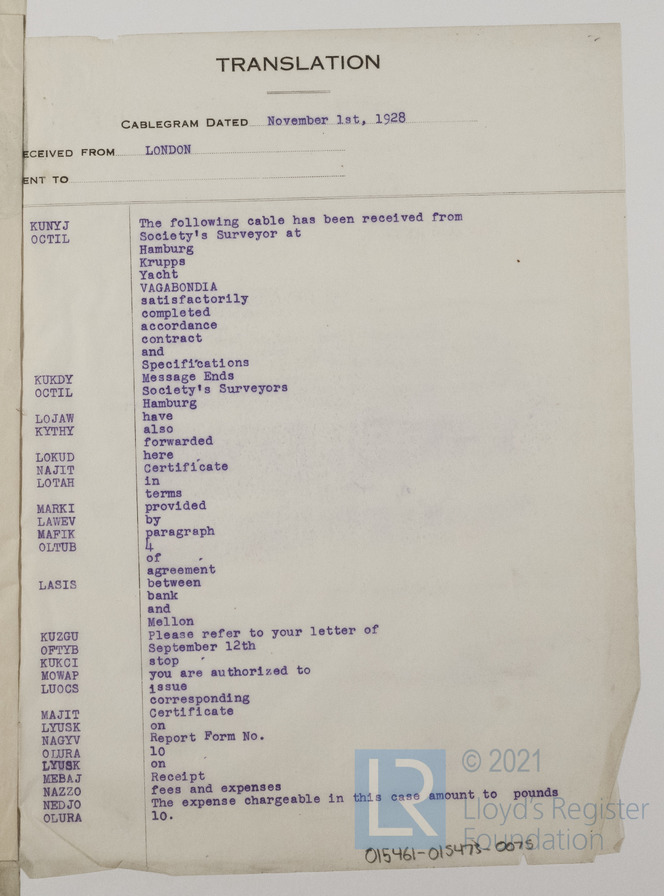 TRANSLATION
CABLEGRAM DATED November 1st, 1928
ECEIVED FROM LONDON
ENT TO
KUNYJ The following cable has been received from
OCTIL Society's Surveyor at
Hamburg
Krupps
Yacht
VAGABONDIA
satisfactorily
completed
accordance
contract
and
Specifications
KUKDY Message Ends
OCTIL Society's Surveyors
Hamburg
LOJAW have
KYTHY also
forwarded
LOKUD here
NAJIT Certificate
LOTAH in
terms
MARKI provided
LAWEV by
MAFIK paragraph
OLTUB 4
of
agreement
LASIS between
bank
and
Mellon
KUZGU Please refer to your letter of
OFTYB September 12th
KUKCI stop
MOWAP you are authorized to
LUOCS issue
corresponding
MAJIT Certificate
LYUSK on
NAGYV Report Form No.
OLURA 10
LYUSK on
MEBAJ Receipt
NAZZO fees and expenses
NEDJO The expense chargeable in this case amount to pounds
OLURA 10.
LR © 2021
Lloyd's Register
Foundation
015461-015473-0075